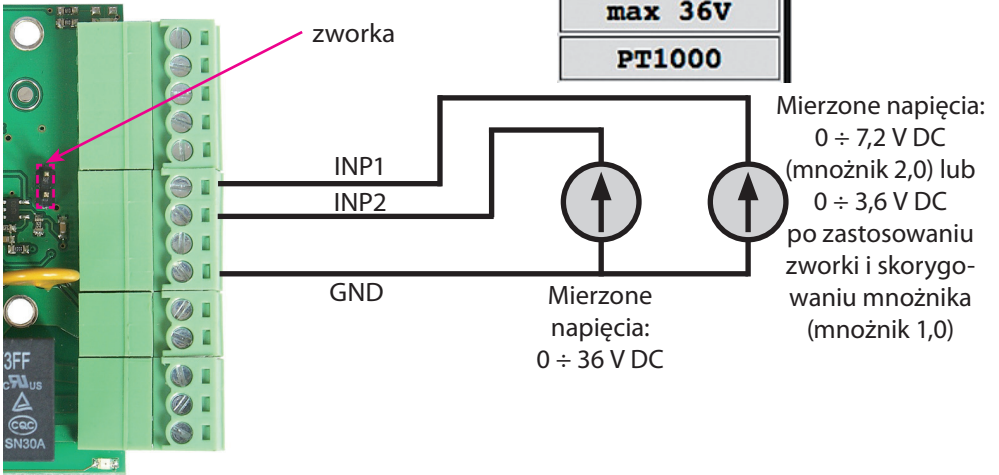 max 36V
PT1000
zworka
INP1
INP2
GND
Mierzone
napięcia:
0 ÷ 36 V DC
Mierzone napięcia:
0 ÷ 7,2 V DC
(mnożnik 2,0) lub
0 ÷ 3,6 V DC
po zastosowaniu
zworki i skorygo-
waniu mnożnika
(mnożnik 1,0)
3FF
c US
CQC
SN30A